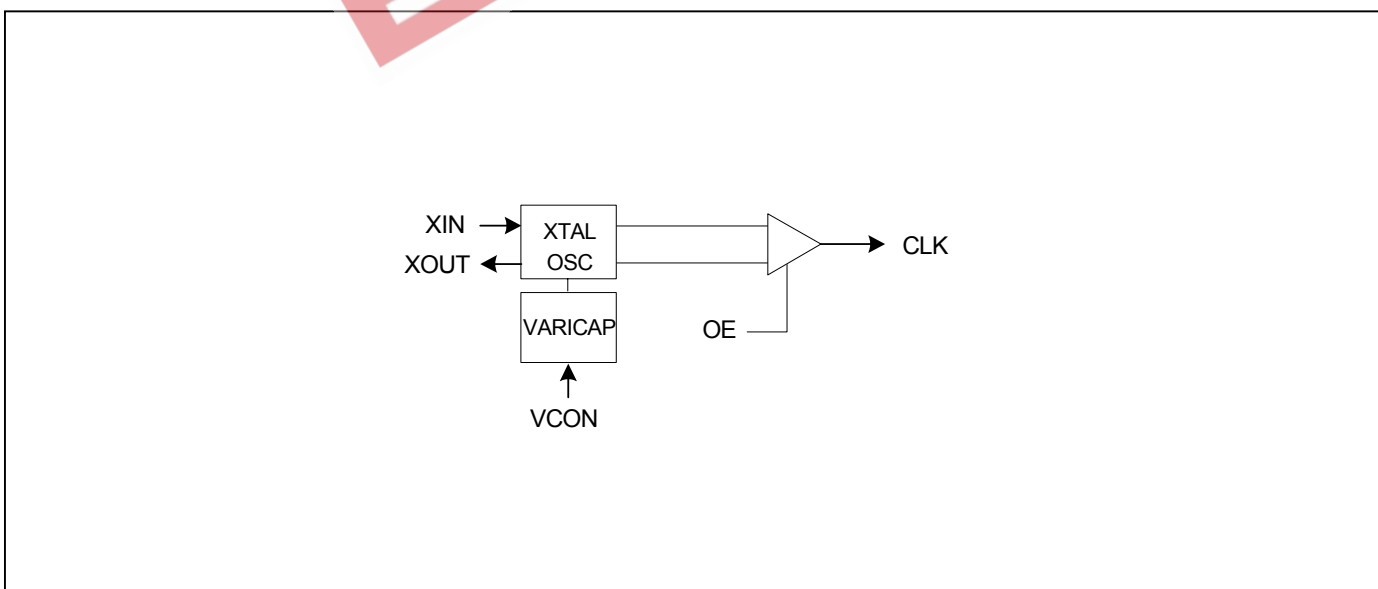 XIN
XTAL
OSC
XOUT
CLK
VARICAP
OE
VCON